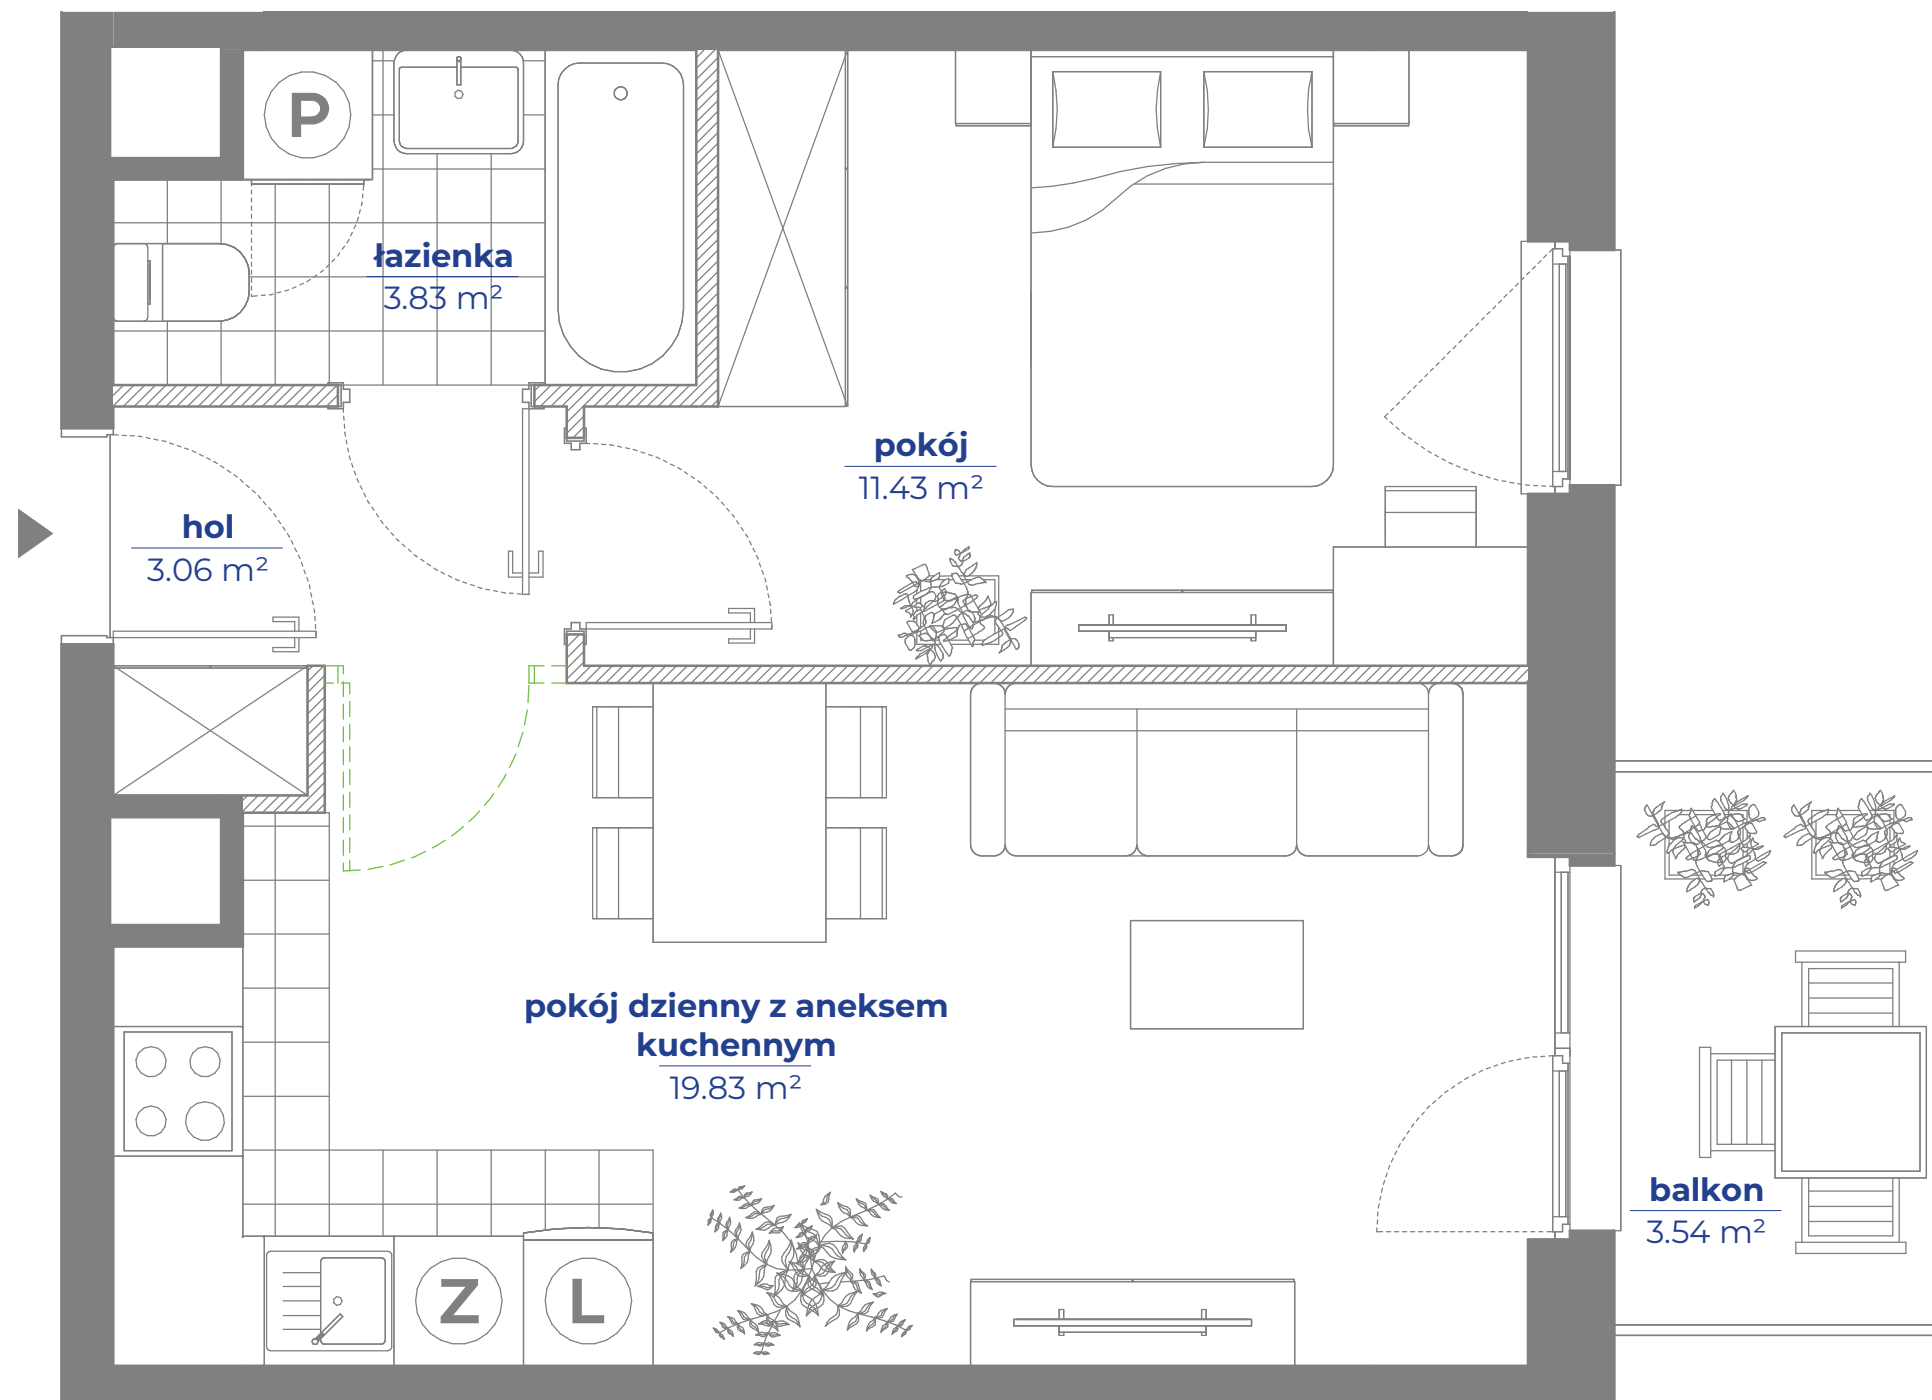 P
łazienka
3.83 m²
pokój
11.43 m²
hol
3.06 m²
pokój dzienny z aneksem
kuchennym
19.83 m²
balkon
3.54 m²
Z
L